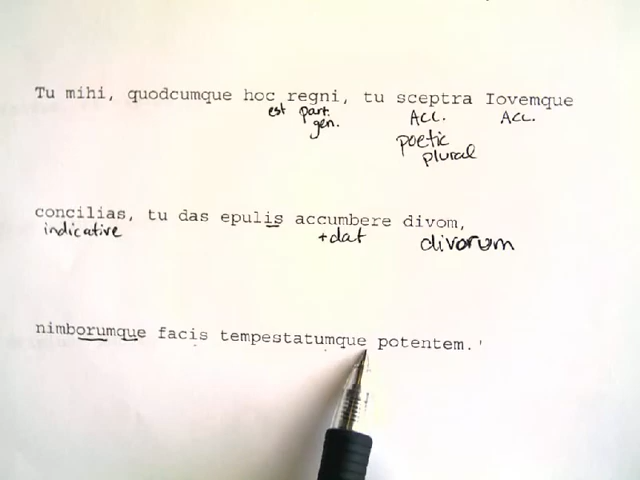 Tu mihi, quodcumque hoc regni, tu sceptra Iovemque
est part. gen. Acc. Acc.
poetic plural
concilias, tu das epulis accumbere divom,
indicative +dat divorum
nimborumque facis tempestatumque potentem.'